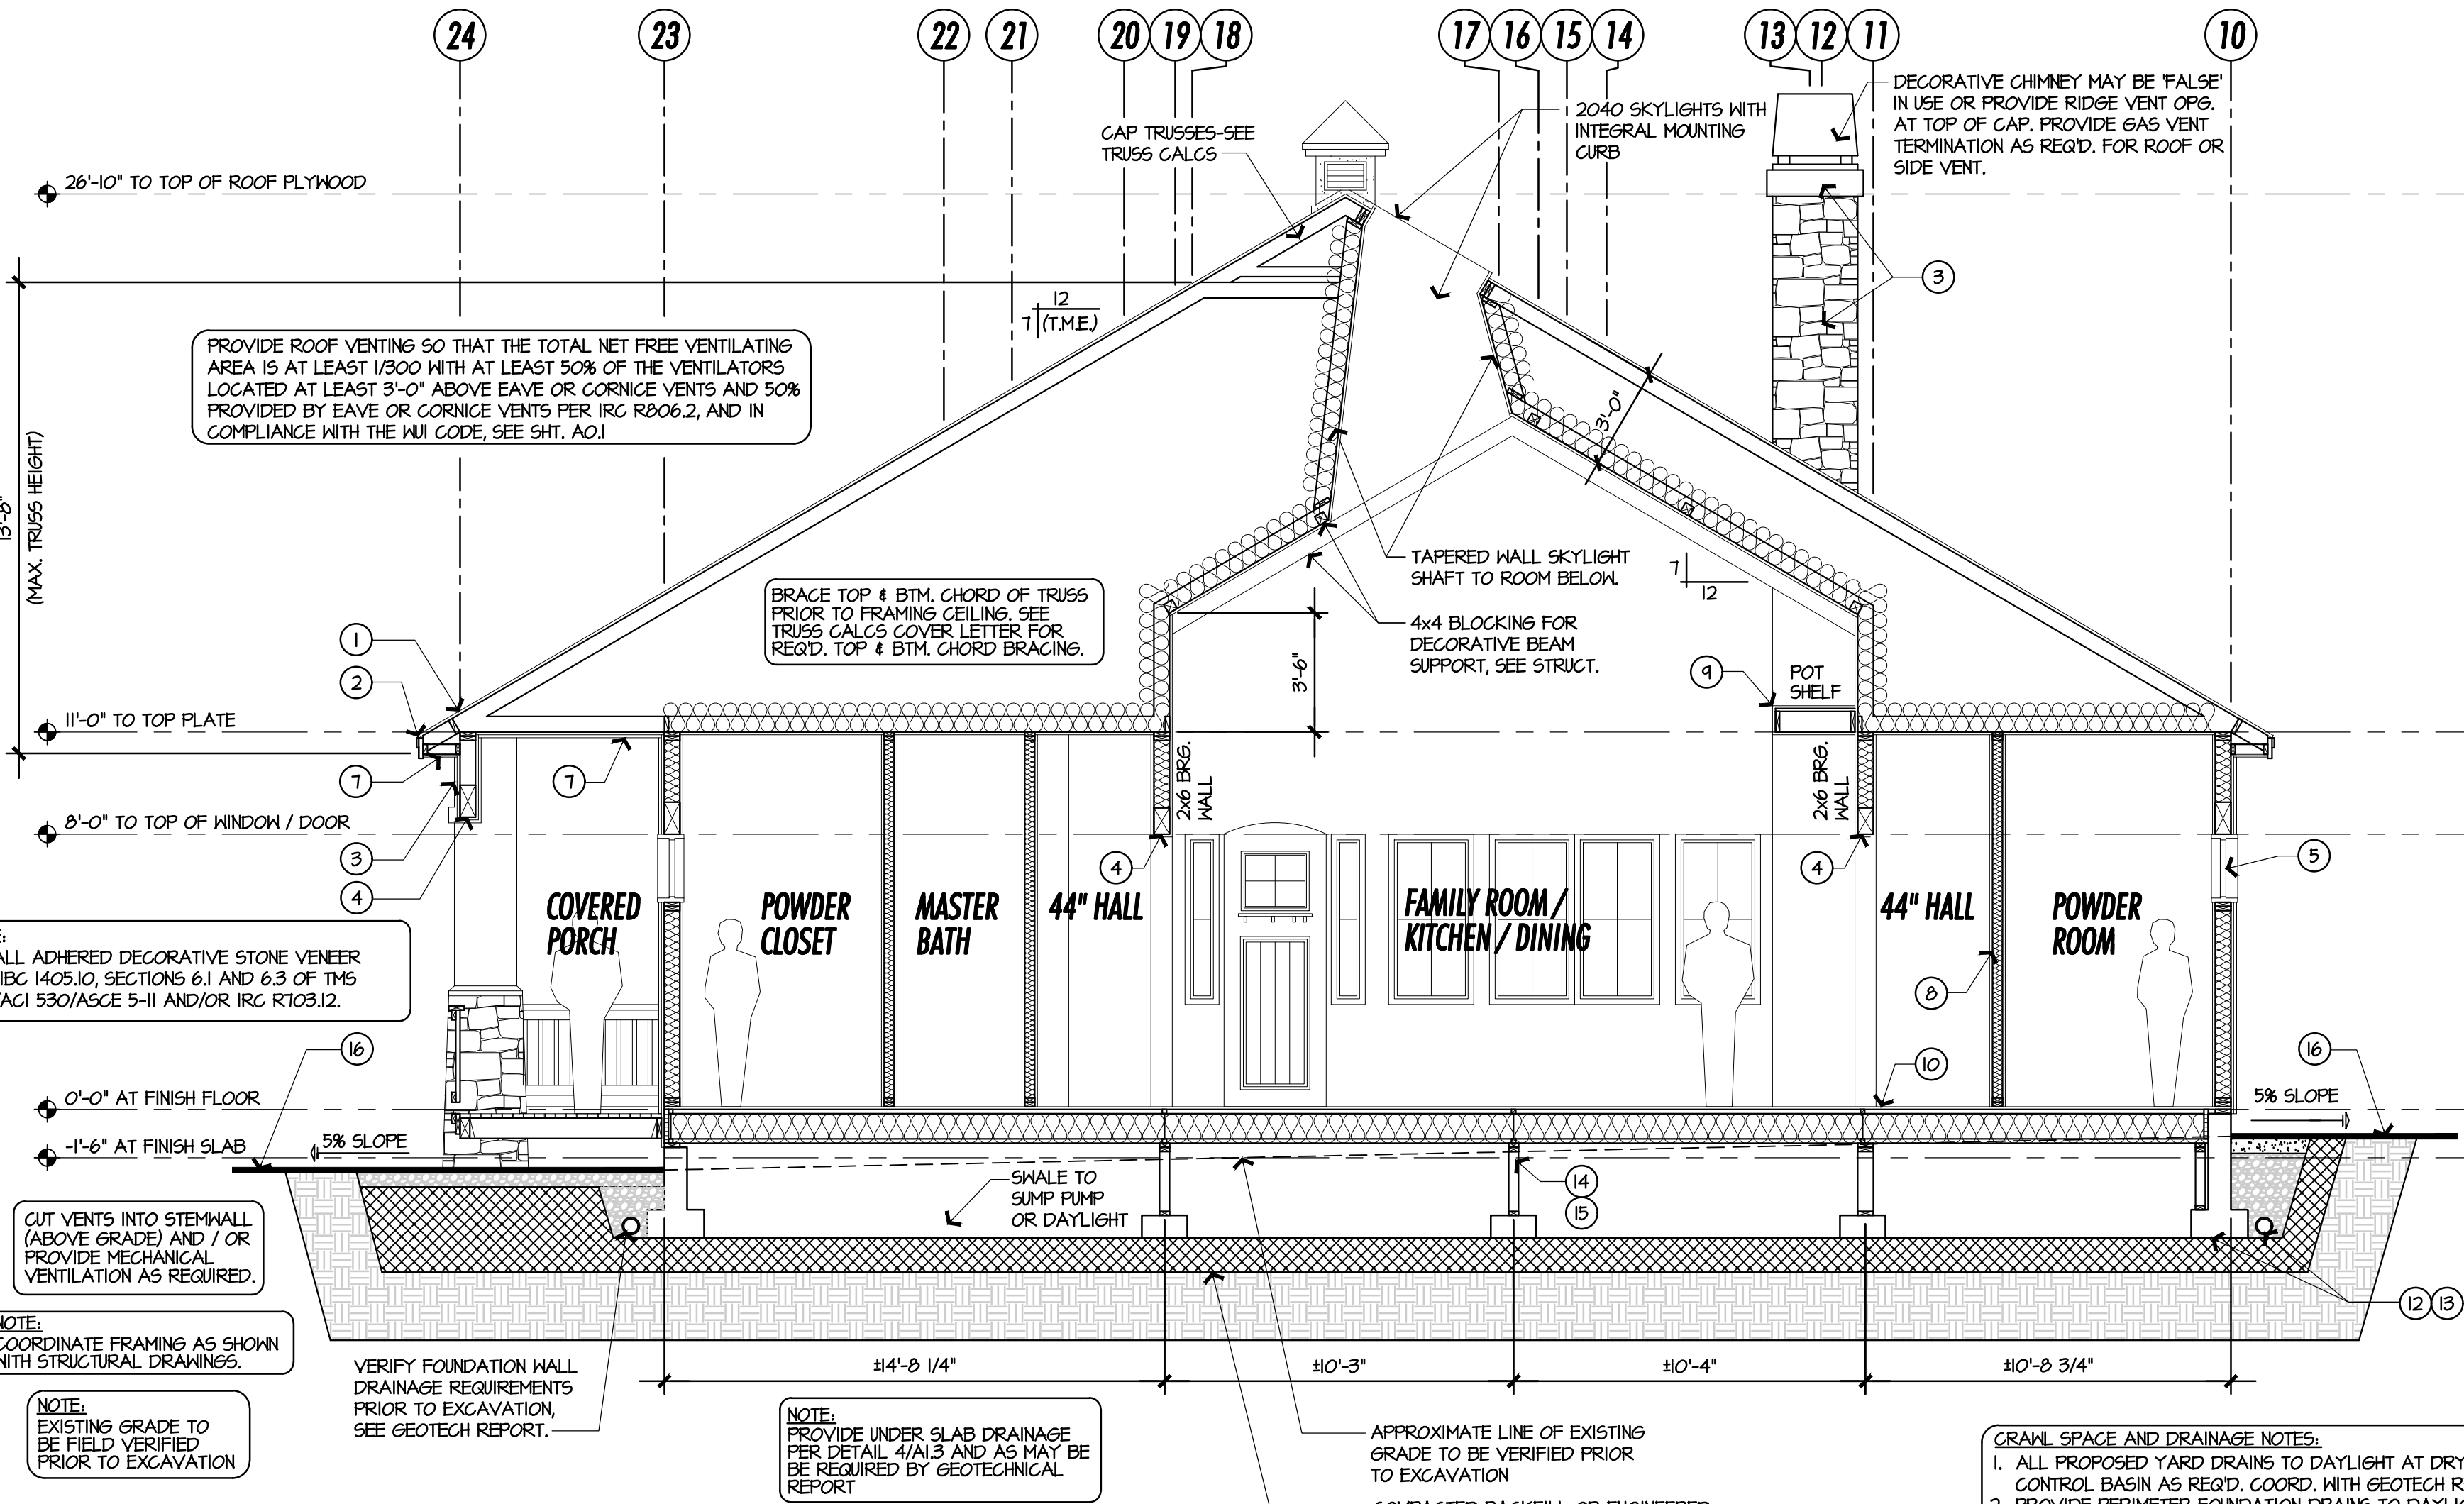 24
23
22
21
20
19
18
17
16
15
14
13
12
11
10
DECORATIVE CHIMNEY MAY BE 'FALSE'
IN USE OR PROVIDE RIDGE VENT OPG.
AT TOP OF CAP. PROVIDE GAS VENT
TERMINATION AS REQ'D. FOR ROOF OR
SIDE VENT.
2040 SKYLIGHTS WITH
INTEGRAL MOUNTING
CURB
CAP TRUSSES-SEE
TRUSS CALCS
26'-10" TO TOP OF ROOF PLYWOOD
3
12
7
(T.M.E.)
PROVIDE ROOF VENTING SO THAT THE TOTAL NET FREE VENTILATING
AREA IS AT LEAST 1/300 WITH AT LEAST 50% OF THE VENTILATORS
LOCATED AT LEAST 3'-0" ABOVE EAVE OR CORNICE VENTS AND 50%
PROVIDED BY EAVE OR CORNICE VENTS PER IRC R806.2, AND IN
COMPLIANCE WITH THE WUI CODE, SEE SHT. A0.1
13'-8"
(MAX. TRUSS HEIGHT)
3'-0"
TAPERED WALL SKYLIGHT
SHAFT TO ROOM BELOW.
7
12
BRACE TOP & BTM. CHORD OF TRUSS
PRIOR TO FRAMING CEILING. SEE
TRUSS CALCS COVER LETTER FOR
REQ'D. TOP & BTM. CHORD BRACING.
4x4 BLOCKING FOR
DECORATIVE BEAM
SUPPORT, SEE STRUCT.
3'-6"
1
2
9
POT
SHELF
11'-0" TO TOP PLATE
7
7
2x6 BRG.
WALL
2x6 BRG.
WALL
8'-0" TO TOP OF WINDOW / DOOR
3
4
4
4
5
COVERED
PORCH
POWDER
CLOSET
MASTER
BATH
44" HALL
FAMILY ROOM /
KITCHEN / DINING
44" HALL
POWDER
ROOM
ALL ADHERED DECORATIVE STONE VENEER
IBC 1405.10, SECTIONS 6.1 AND 6.3 OF TMS
/ACI 530/ASCE 5-11 AND/OR IRC R703.12.
8
16
10
16
0'-0" AT FINISH FLOOR
5% SLOPE
-1'-6" AT FINISH SLAB
5% SLOPE
SWALE TO
SUMP PUMP
OR DAYLIGHT
14
15
CUT VENTS INTO STEMWALL
(ABOVE GRADE) AND / OR
PROVIDE MECHANICAL
VENTILATION AS REQUIRED.
12
13
NOTE:
COORDINATE FRAMING AS SHOWN
WITH STRUCTURAL DRAWINGS.
VERIFY FOUNDATION WALL
DRAINAGE REQUIREMENTS
PRIOR TO EXCAVATION,
SEE GEOTECH REPORT.
±14'-8 1/4"
±10'-3"
±10'-4"
±10'-8 3/4"
NOTE:
EXISTING GRADE TO
BE FIELD VERIFIED
PRIOR TO EXCAVATION
NOTE:
PROVIDE UNDER SLAB DRAINAGE
PER DETAIL 4/A1.3 AND AS MAY BE
BE REQUIRED BY GEOTECHNICAL
REPORT
APPROXIMATE LINE OF EXISTING
GRADE TO BE VERIFIED PRIOR
TO EXCAVATION
COMPACTED BACKFILL OR ENGINEERED
CRAWL SPACE AND DRAINAGE NOTES:
1. ALL PROPOSED YARD DRAINS TO DAYLIGHT AT DRY
CONTROL BASIN AS REQ'D. COORD. WITH GEOTECH
2. PROVIDE PERIMETER FOUNDATION DRAINS TO